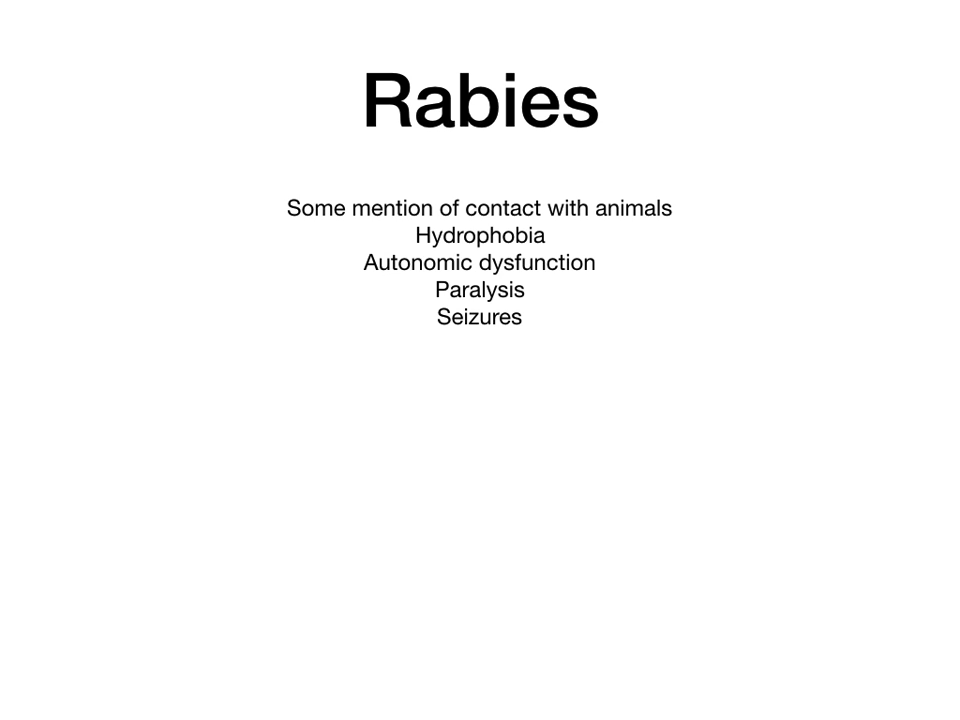 Rabies
Some mention of contact with animals
Hydrophobia
Autonomic dysfunction
Paralysis
Seizures